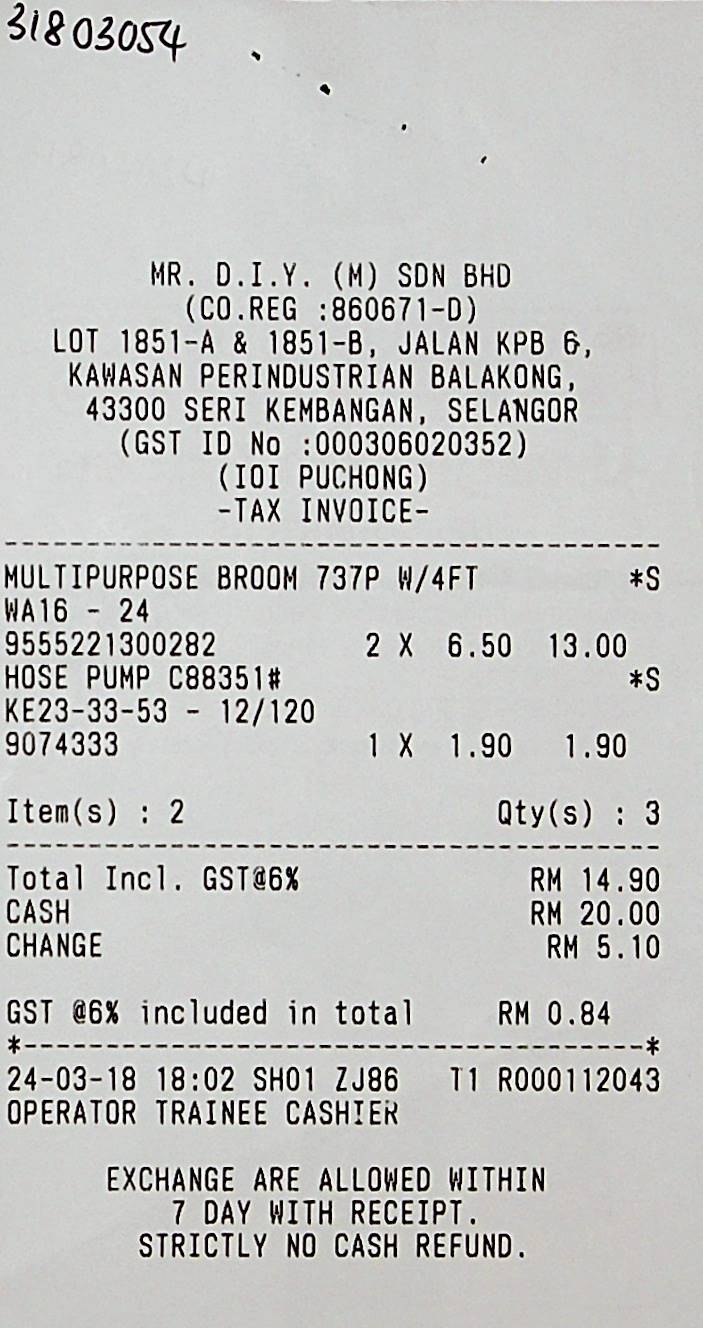 31803054
MR. D.I.Y. (M) SDN BHD
(CO.REG :860671-D)
LOT 1851-A & 1851-B, JALAN KPB 6,
KAWASAN PERINDUSTRIAN BALAKONG,
43300 SERI KEMBANGAN, SELANGOR
(GST ID No :000306020352)
(IOI PUCHONG)
-TAX INVOICE-
MULTIPURPOSE BROOM 737P W/4FT *S
WA16 - 24
9555221300282 2 X 6.50 13.00
HOSE PUMP C88351# *S
KE23-33-53 - 12/120
9074333 1 X 1.90 1.90
Item(s) : 2 Qty(s) : 3
Total Incl. GST@6% RM 14.90
CASH RM 20.00
CHANGE RM 5.10
GST @6% included in total RM 0.84
*--------------------------------------*
24-03-18 18:02 SH01 ZJ86 T1 R000112043
OPERATOR TRAINEE CASHIER
EXCHANGE ARE ALLOWED WITHIN
7 DAY WITH RECEIPT.
STRICTLY NO CASH REFUND.